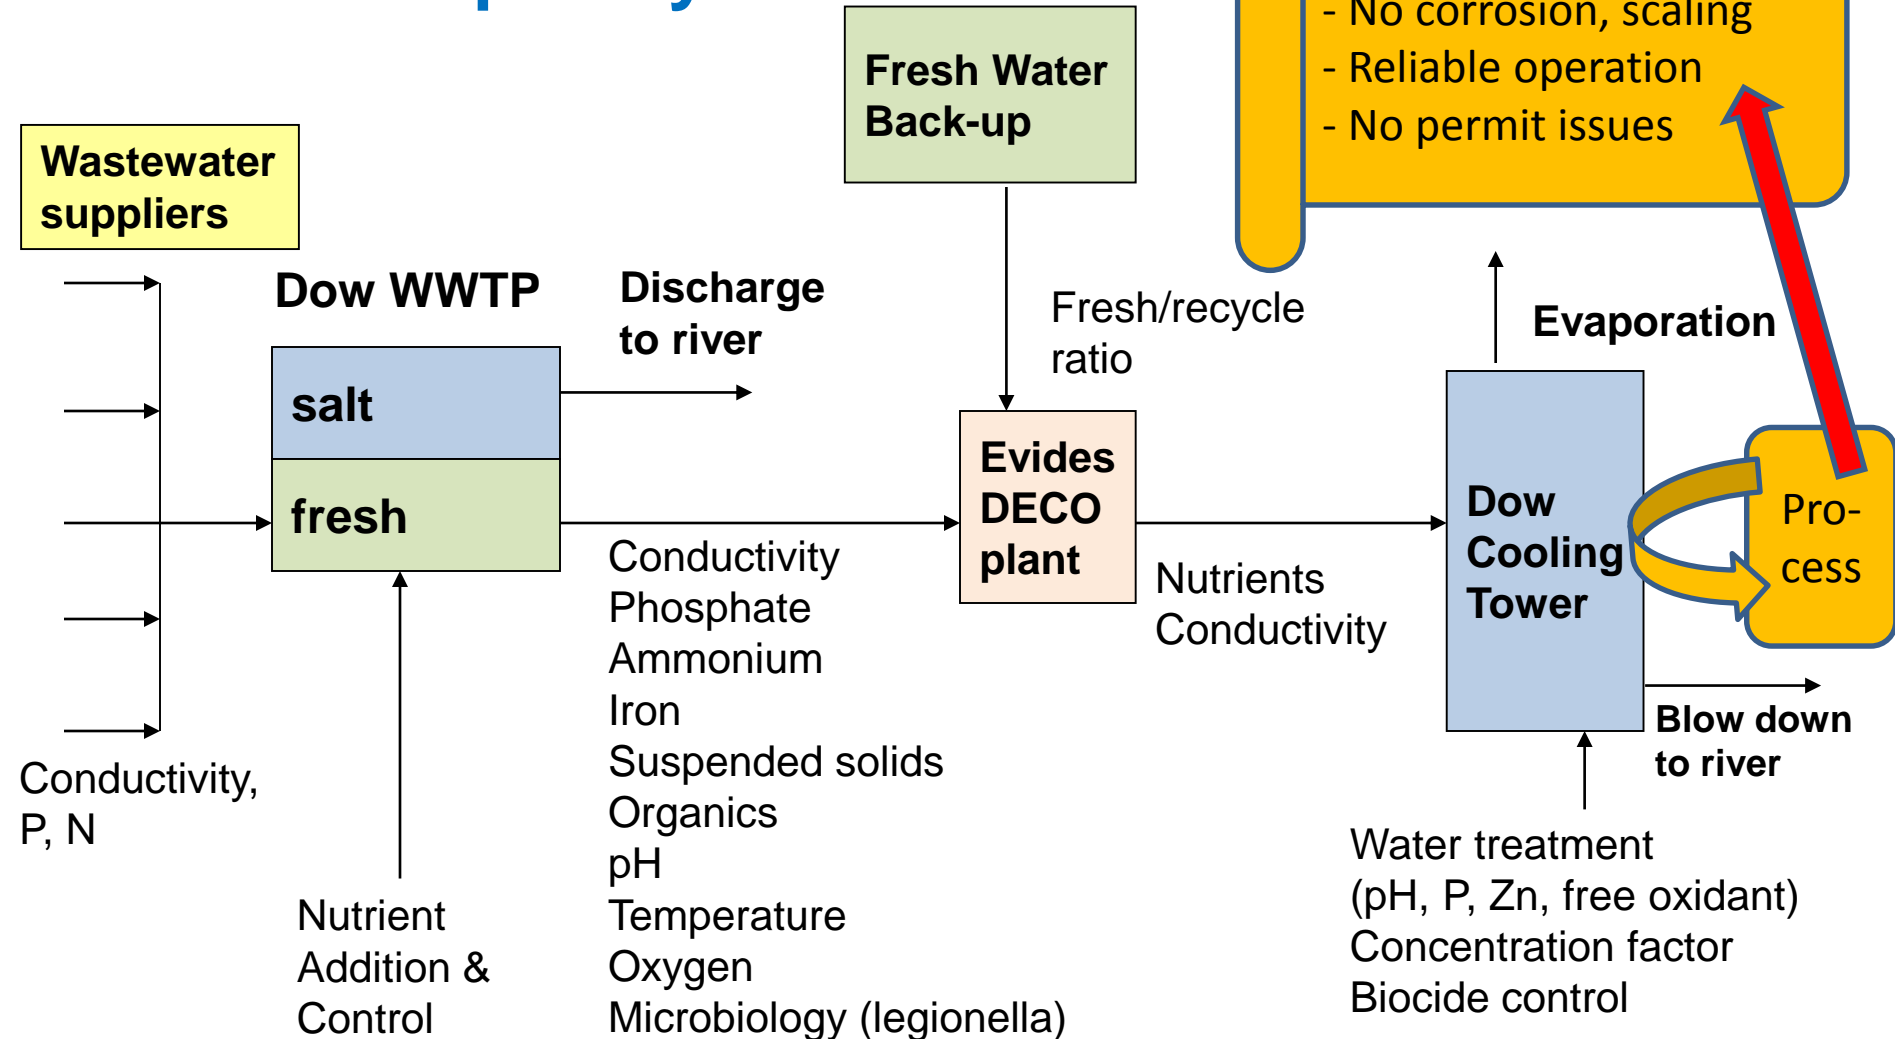 - No corrosion, scaling
- Reliable operation
- No permit issues
Fresh Water
Back-up
Wastewater
suppliers
Dow WWTP
Discharge
to river
Fresh/recycle
ratio
Evaporation
salt
fresh
Evides
DECO
plant
Dow
Cooling
Tower
Pro-
cess
Conductivity
Phosphate
Ammonium
Iron
Suspended solids
Organics
pH
Temperature
Oxygen
Microbiology (legionella)
Nutrients
Conductivity
Blow down
to river
Conductivity,
P, N
Nutrient
Addition &
Control
Water treatment
(pH, P, Zn, free oxidant)
Concentration factor
Biocide control